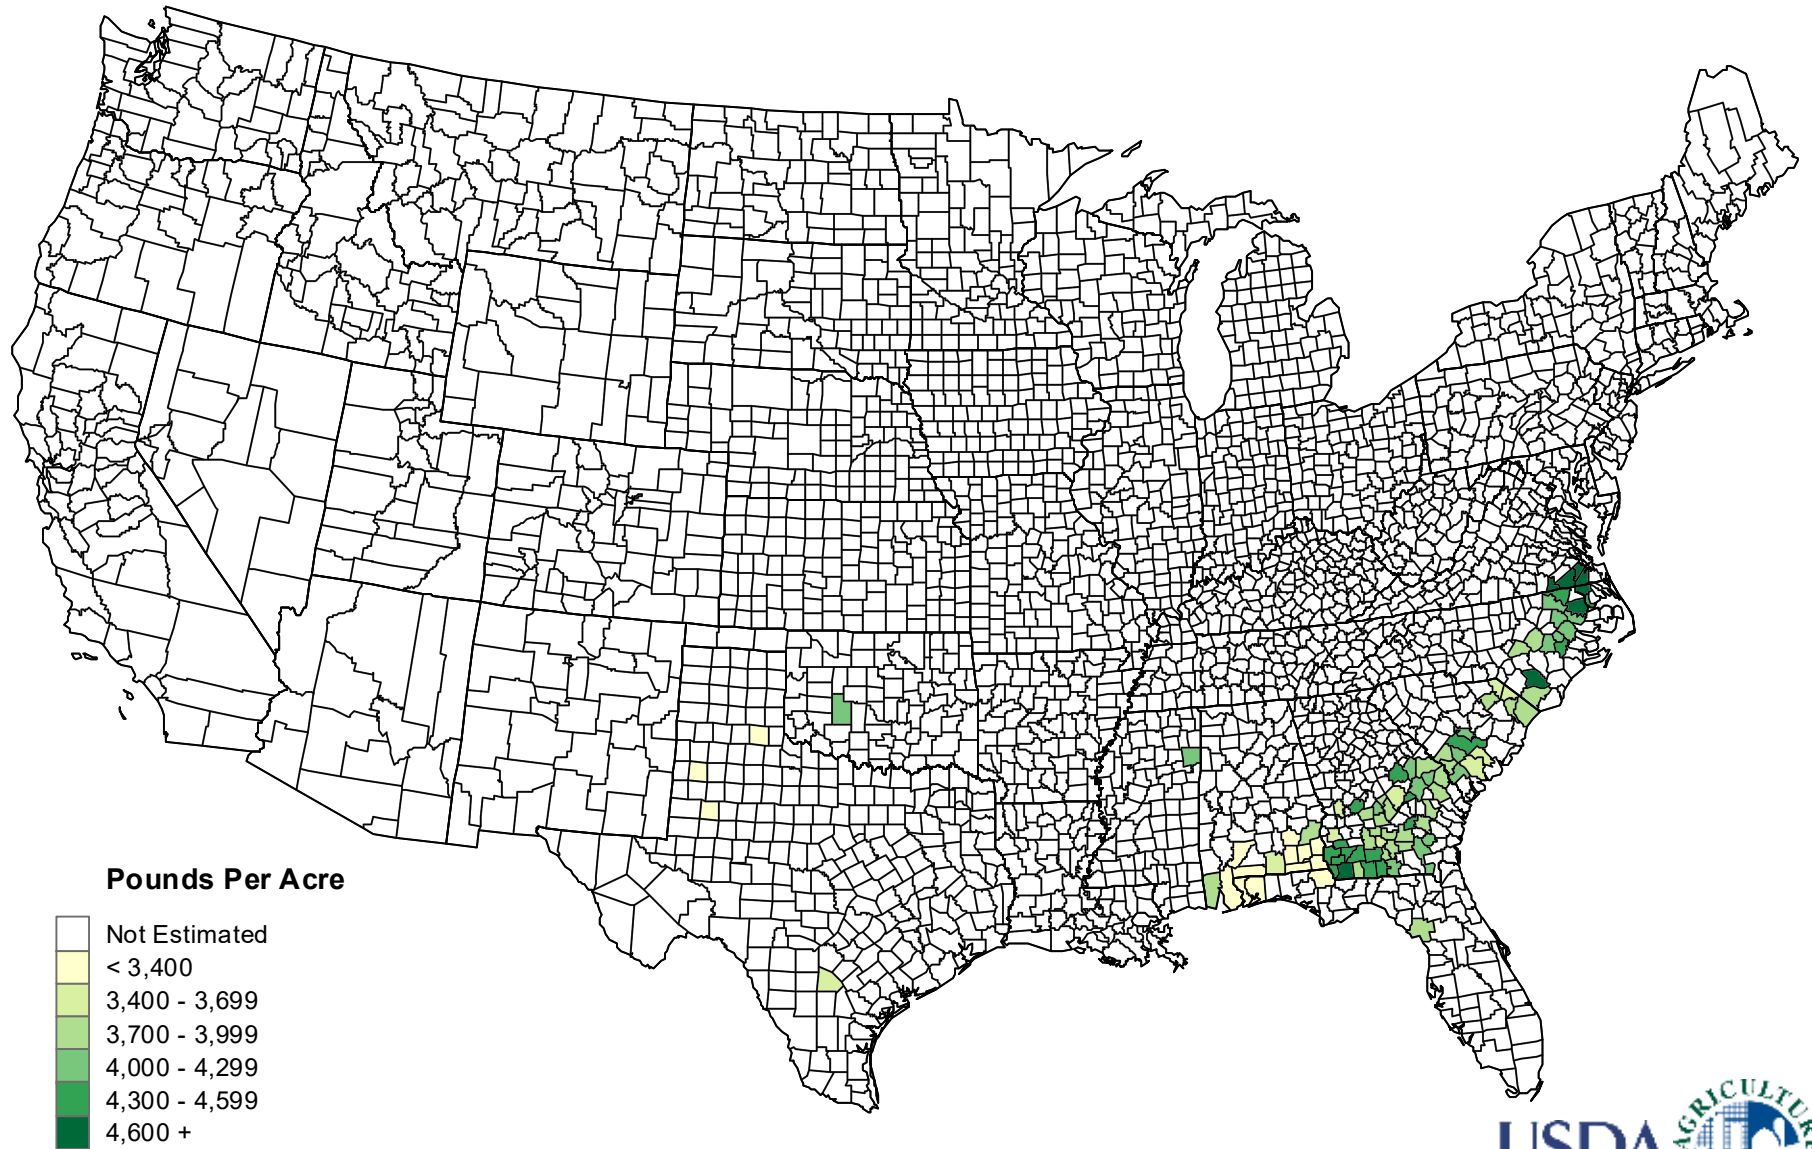 Pounds Per Acre
Not Estimated
< 3,400
3,400 - 3,699
3,700 - 3,999
4,000 - 4,299
4,300 - 4,599
4,600 +
USDA
AGRICULTURE